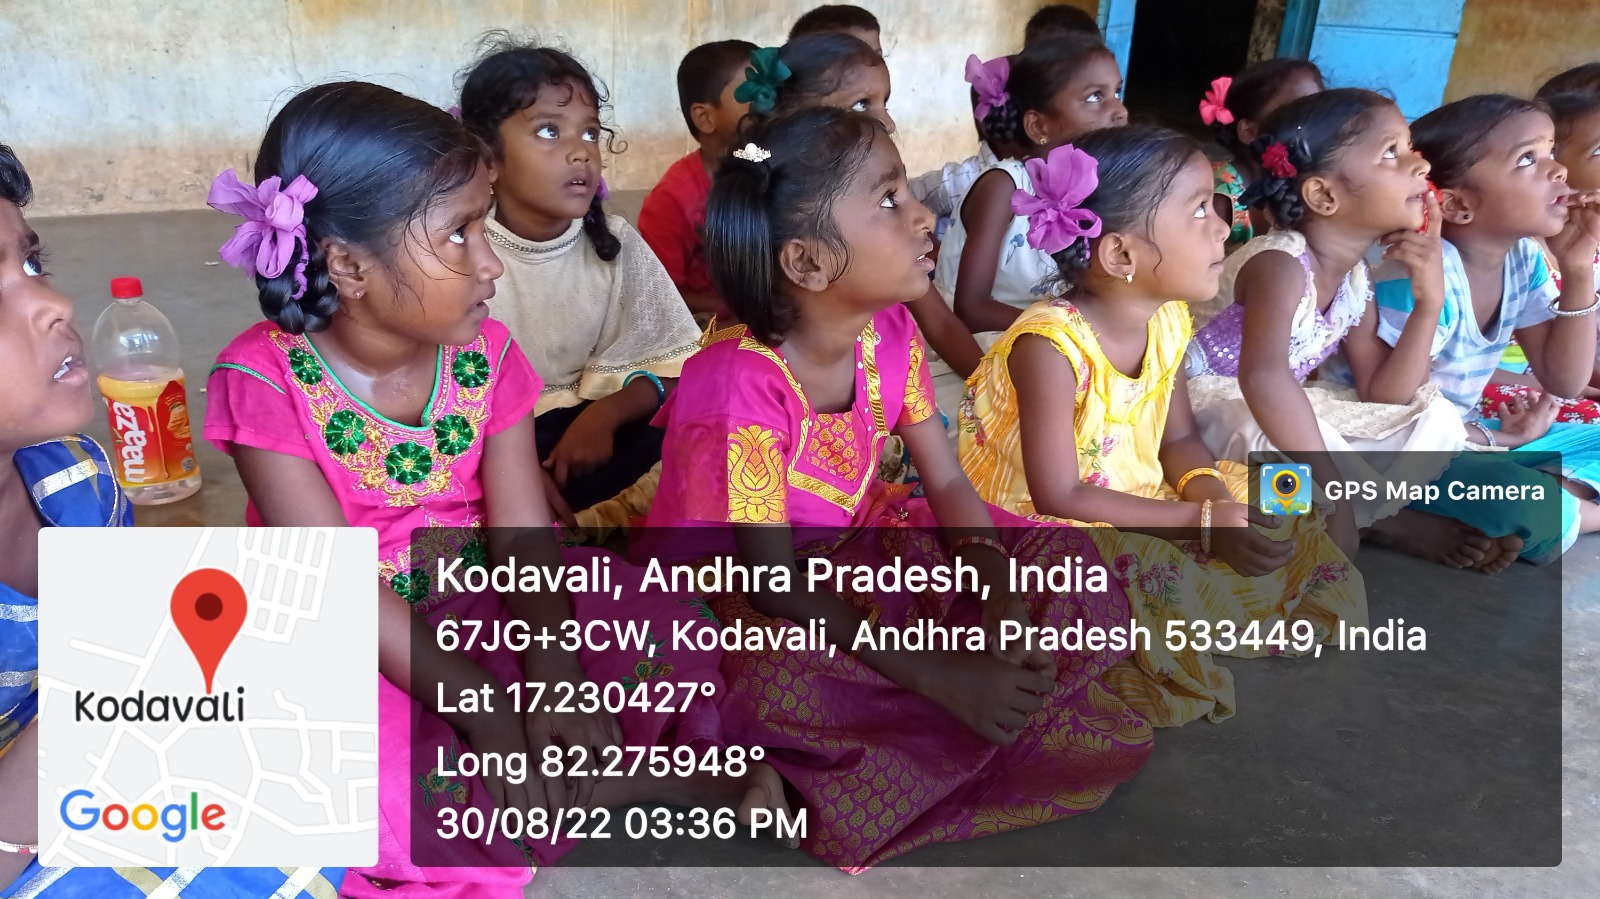 maaza
GPS Map Camera
Kodavali, Andhra Pradesh, India
67JG+3CW, Kodavali, Andhra Pradesh 533449, India
Lat 17.230427°
Long 82.275948°
30/08/22 03:36 PM
Kodavali
Google